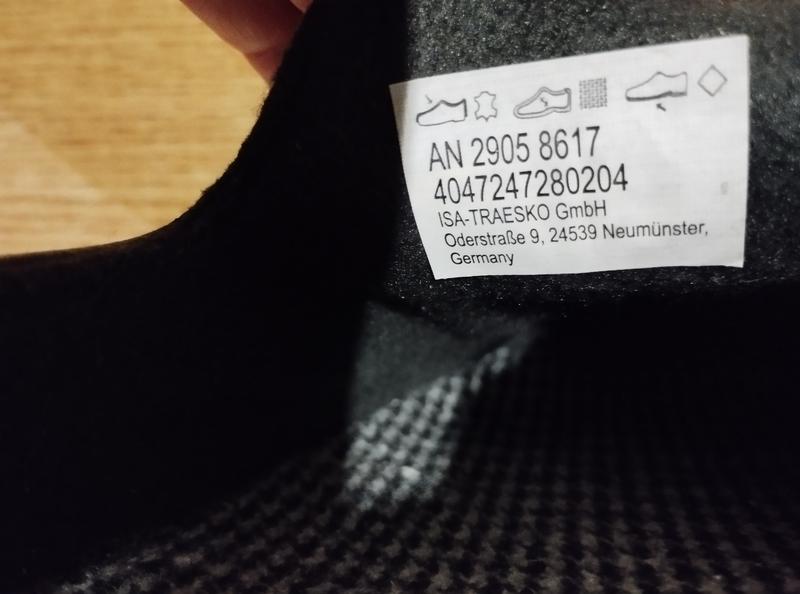 AN 2905 8617
4047247280204
ISA-TRAESKO GmbH
Oderstraße 9, 24539 Neumünster,
Germany